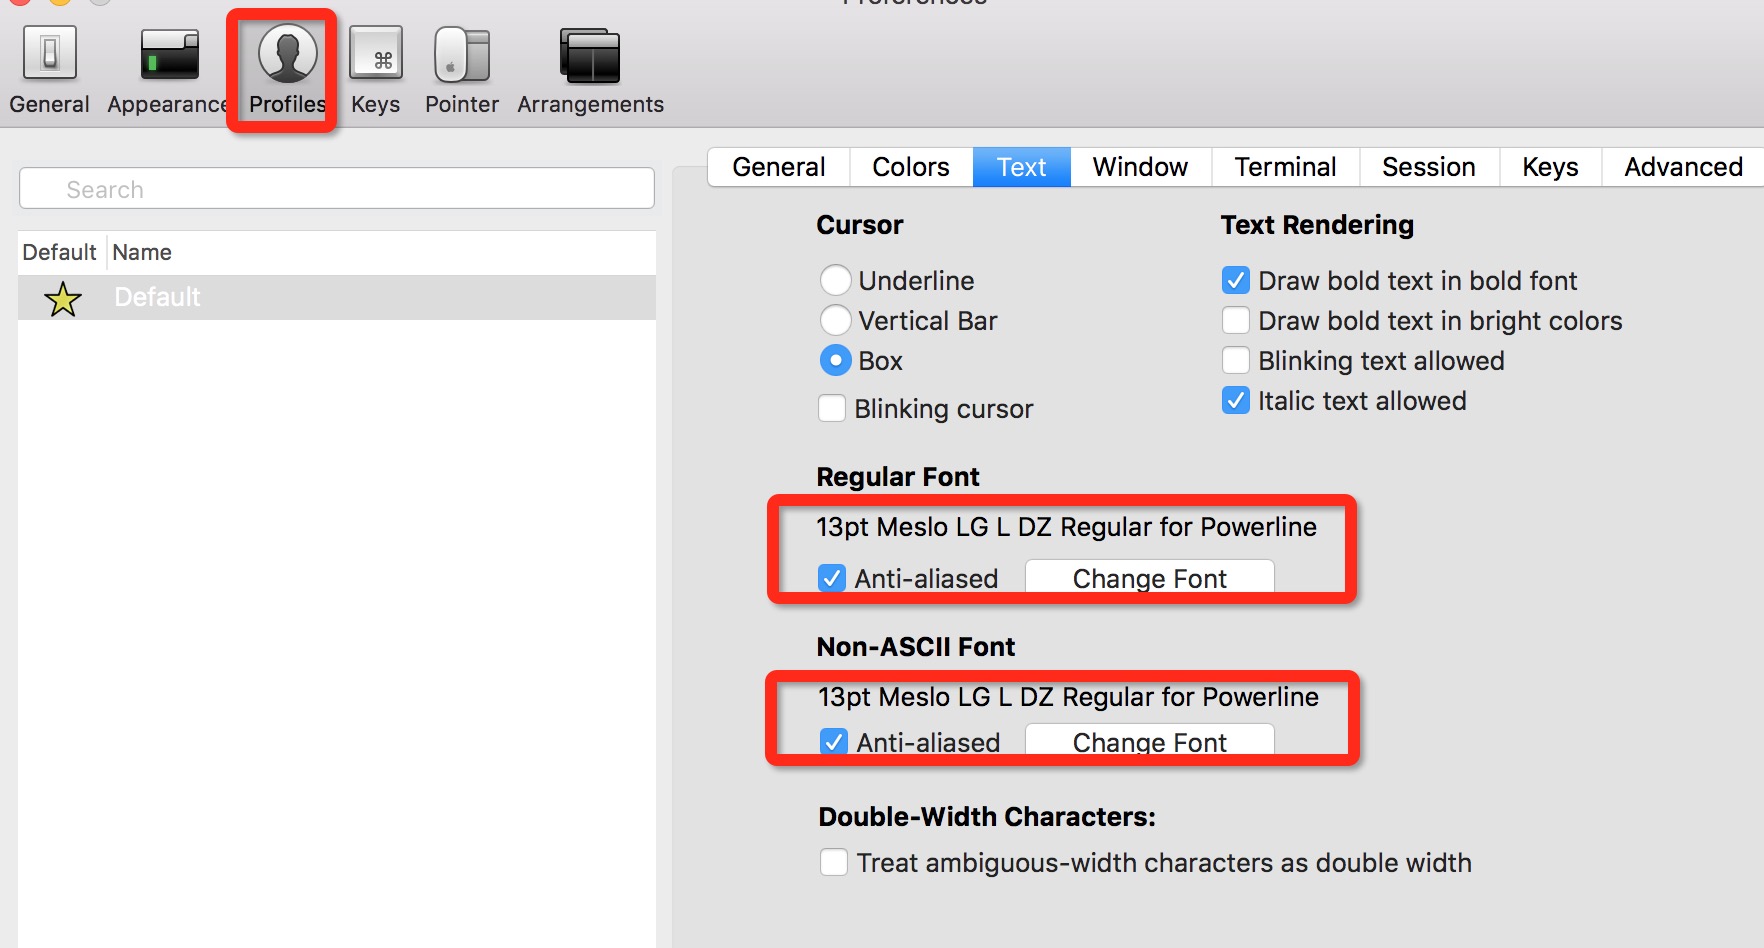 Preferences
General Appearance Profiles Keys Pointer Arrangements
Search
Default Name
Default
General Colors Text Window Terminal Session Keys Advanced
Cursor
Underline
Vertical Bar
Box
Blinking cursor
Text Rendering
Draw bold text in bold font
Draw bold text in bright colors
Blinking text allowed
Italic text allowed
Regular Font
13pt Meslo LG L DZ Regular for Powerline
Anti-aliased Change Font
Non-ASCII Font
13pt Meslo LG L DZ Regular for Powerline
Anti-aliased Change Font
Double-Width Characters:
Treat ambiguous-width characters as double width